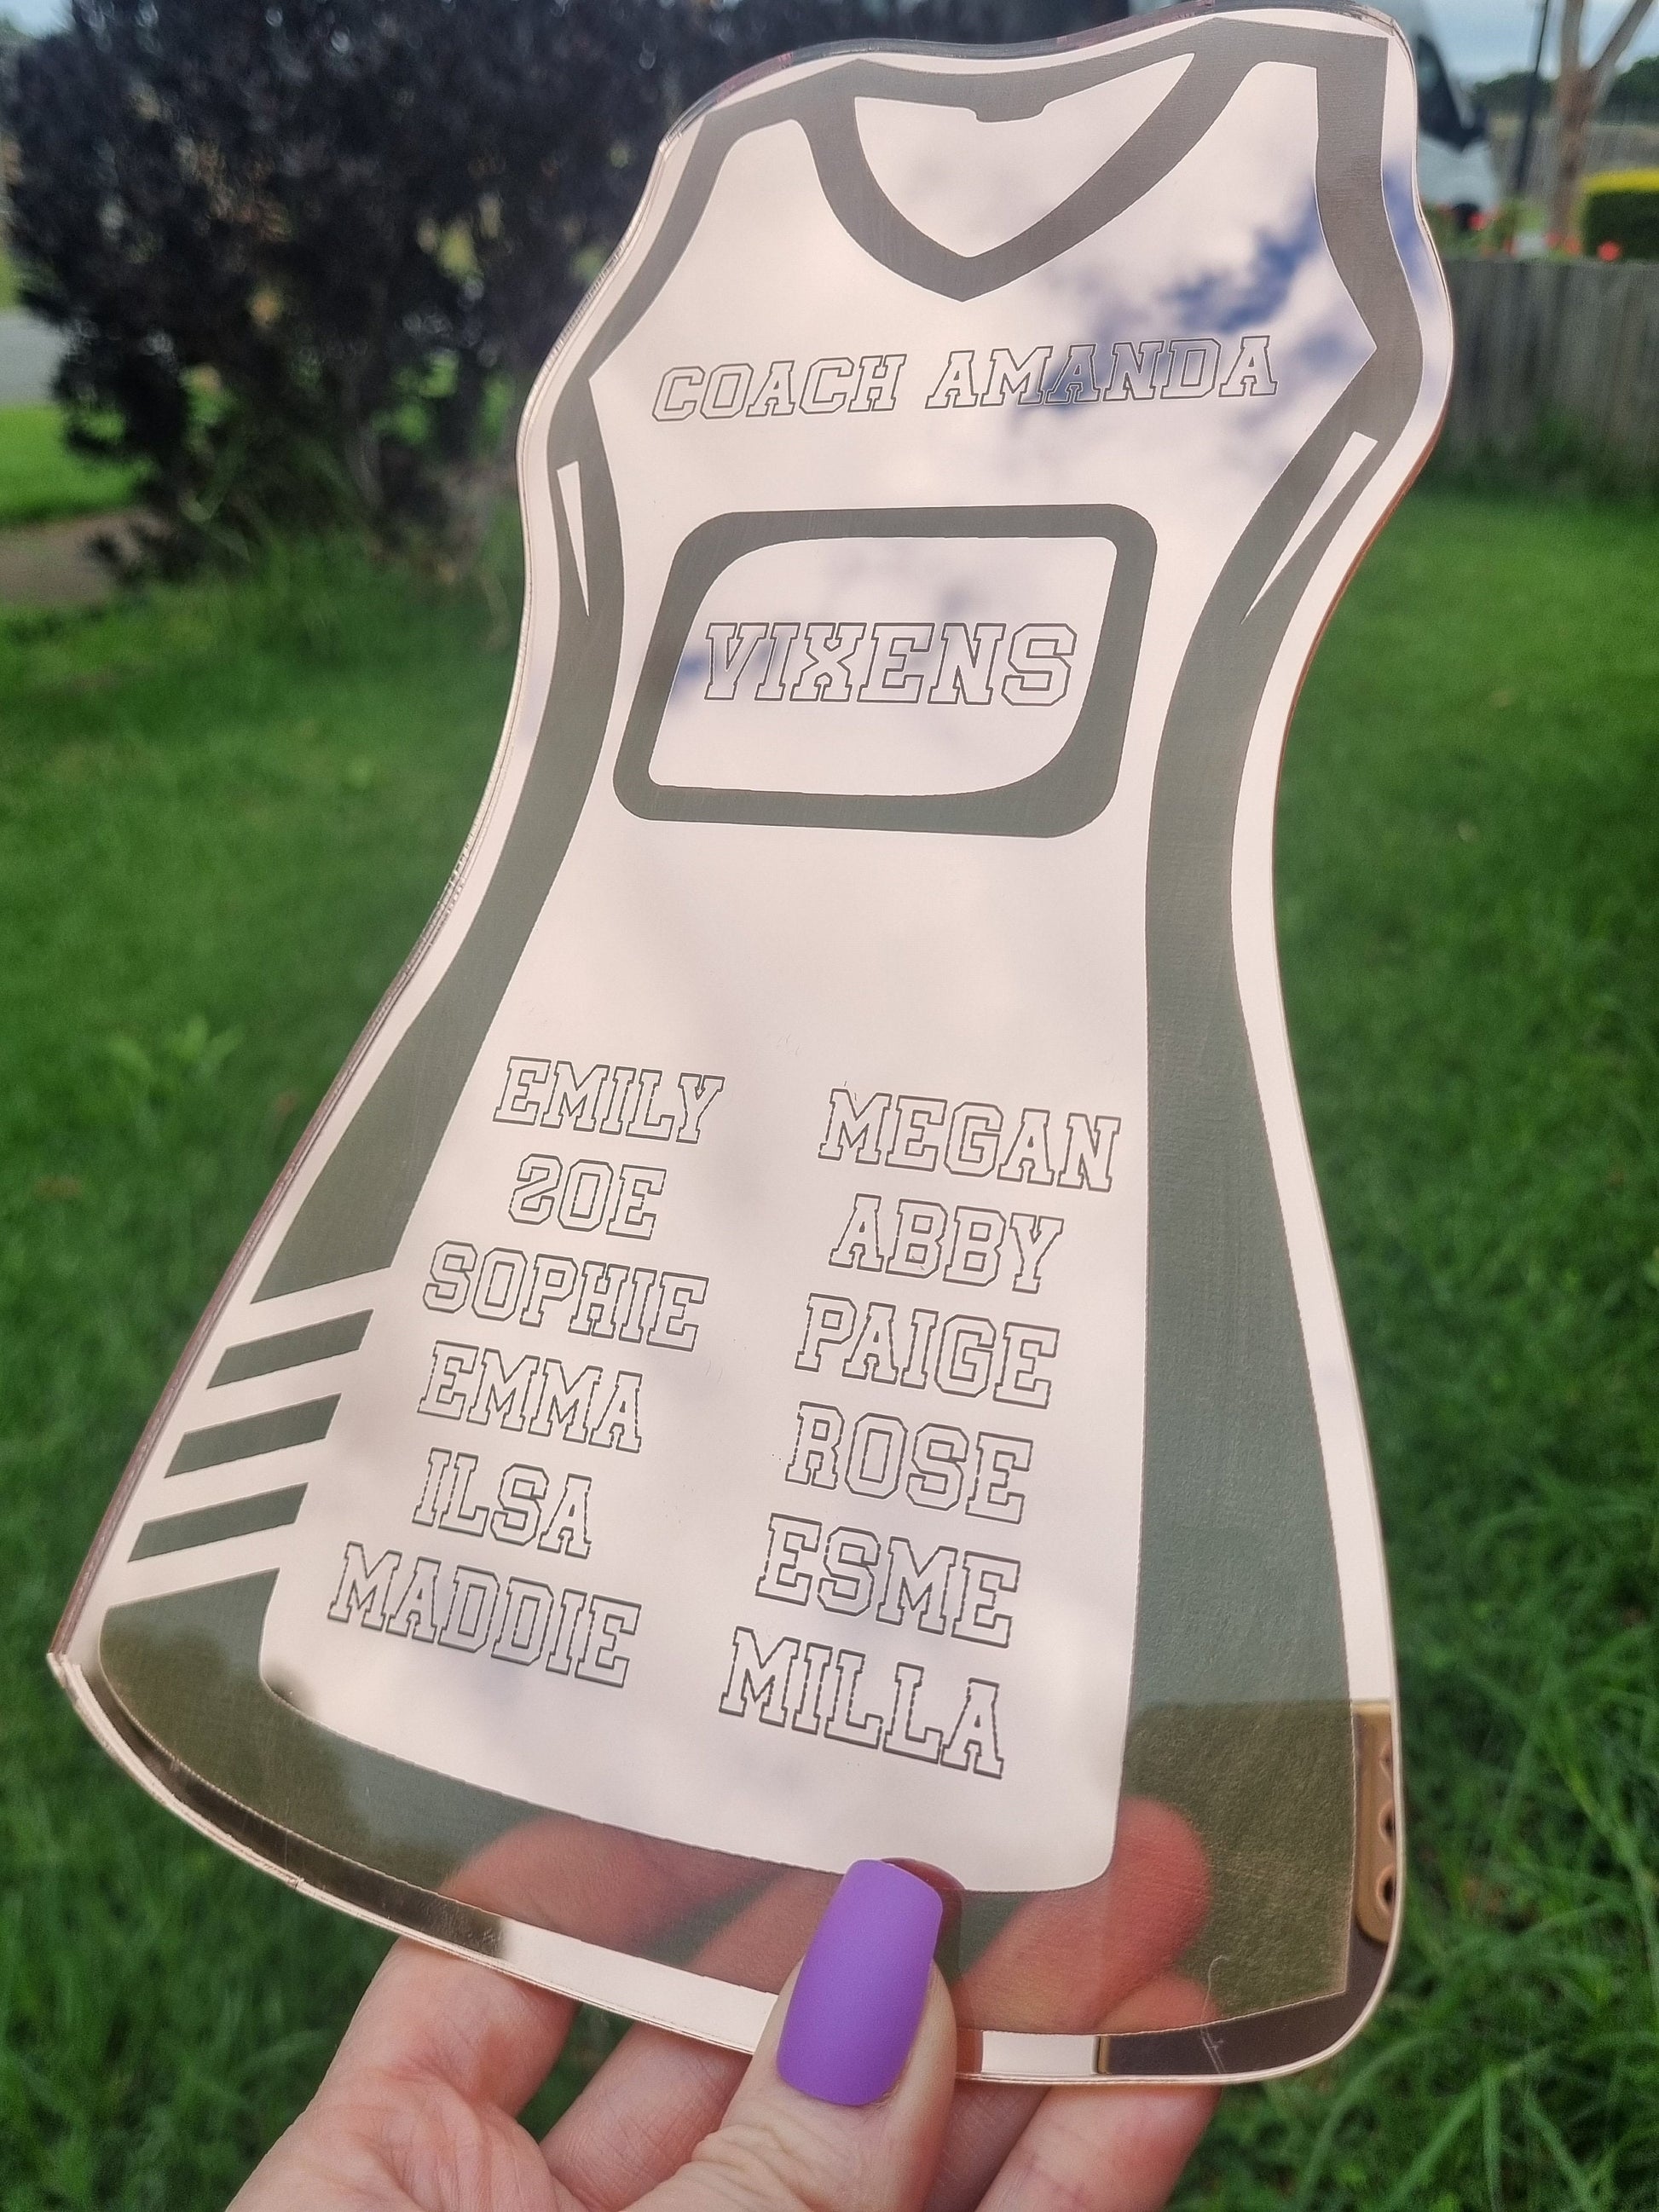 COACH AMANDA
VIXENS
EMILY
ZOE
SOPHIE
EMMA
ILSA
MADDIE
MEGAN
ABBY
PAIGE
ROSE
ESME
MILLA